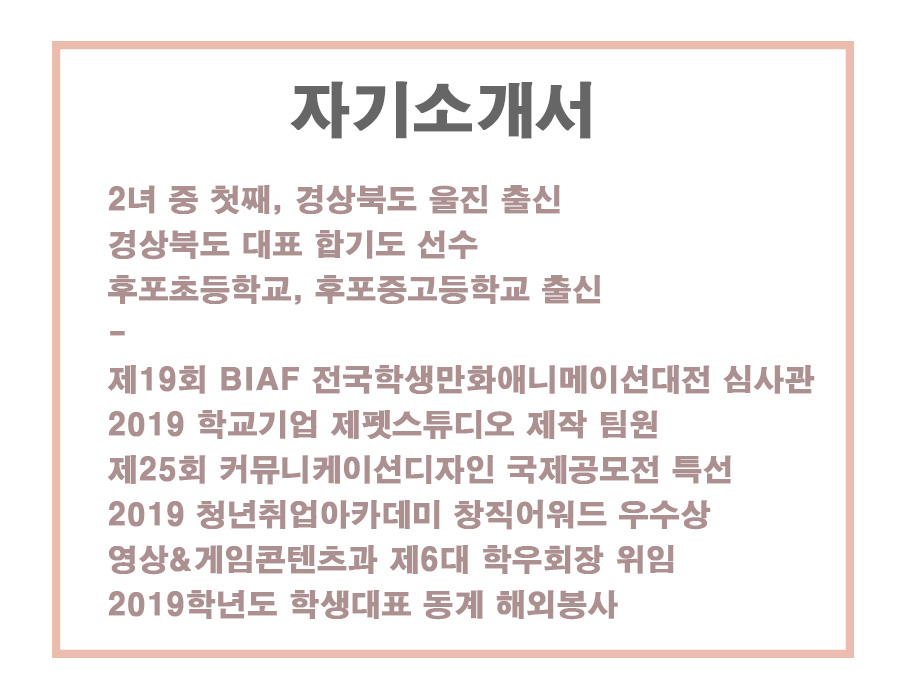 자기소개서
2녀 중 첫째, 경상북도 울진 출신
경상북도 대표 합기도 선수
후포초등학교, 후포중고등학교 출신
-
제19회 BIAF 전국학생만화애니메이션대전 심사관
2019 학교기업 제펫스튜디오 제작 팀원
제25회 커뮤니케이션디자인 국제공모전 특선
2019 청년취업아카데미 창직어워드 우수상
영상&게임콘텐츠과 제6대 학우회장 위임
2019학년도 학생대표 동계 해외봉사